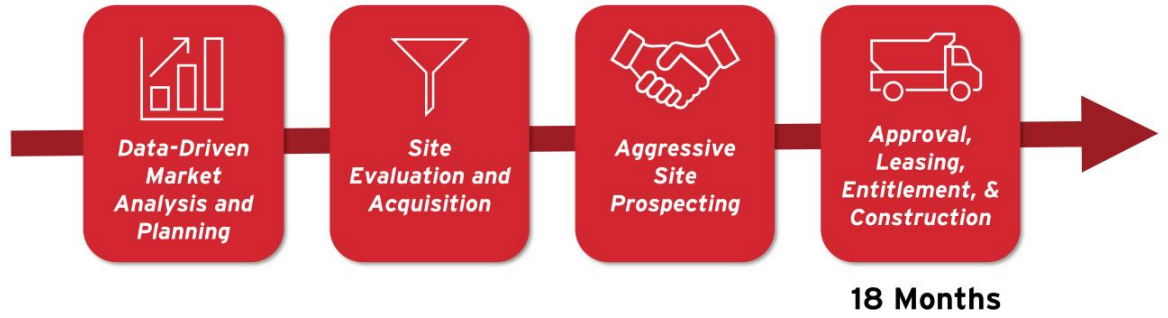 Data-Driven
Market
Analysis and
Planning
Site
Evaluation and
Acquisition
Aggressive
Site
Prospecting
Approval,
Leasing,
Entitlement, &
Construction
18 Months